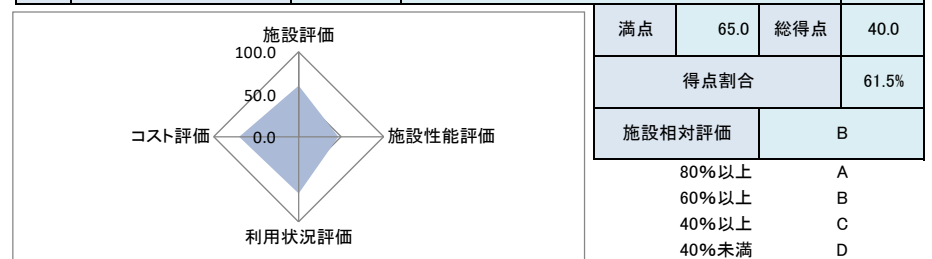 施設評価
100.0
50.0
コスト評価
0.0
施設性能評価
利用状況評価
満点 65.0 総得点 40.0
得点割合 61.5%
施設相対評価 B
80%以上 A
60%以上 B
40%以上 C
40%未満 D